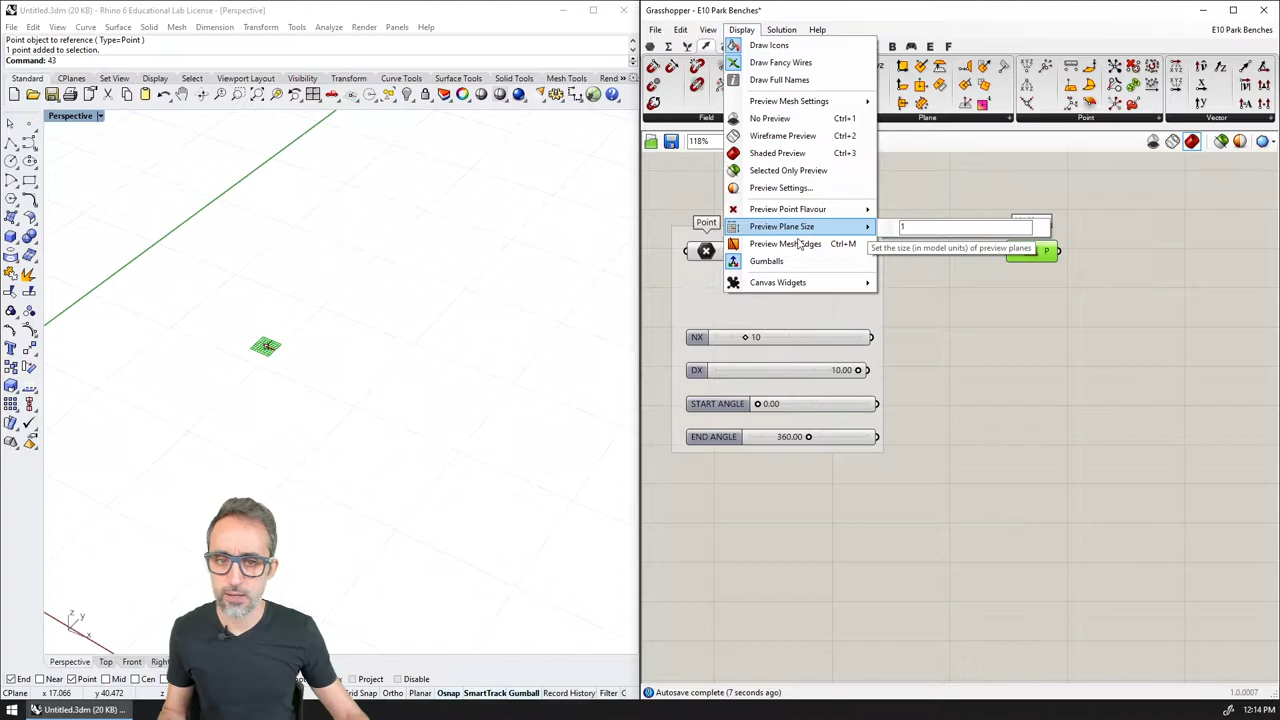 Untitled.3dm (20 KB) - Rhino 6 Educational Lab License - [Perspective]
File Edit View Curve Surface Solid Mesh Dimension Transform Tools Analyze Render Panels Help
Point object to reference ( Type=Point )
1 point added to selection.
Command: 43
Standard CPlanes Set View Display Select Viewport Layout Visibility Transform Curve Tools Surface Tools Solid Tools Mesh Tools Rend
Perspective
z
y
x
Perspective Top Front Right
End Near Point Mid Cen Project Disable
CPlane x 17.066 y 40.472 Grid Snap Ortho Planar Osnap SmartTrack Gumball Record History Filter
Untitled.3dm (20 KB) ...
Grasshopper - E10 Park Benches*
File Edit View Display Solution Help E10 Park Benches
B E F
Field Plane Point Vector
118%
Draw Icons
Draw Fancy Wires
Draw Full Names
Preview Mesh Settings
No Preview Ctrl+1
Wireframe Preview Ctrl+2
Shaded Preview Ctrl+3
Selected Only Preview
Preview Settings...
Preview Point Flavour
Preview Plane Size 1
Preview Mesh Edges Ctrl+M
Set the size (in model units) of preview planes
Gumballs
Canvas Widgets
Point
P
NX 10
DX 10.00
START ANGLE 0.00
END ANGLE 360.00
Autosave complete (7 seconds ago) 1.0.0007
12:14 PM